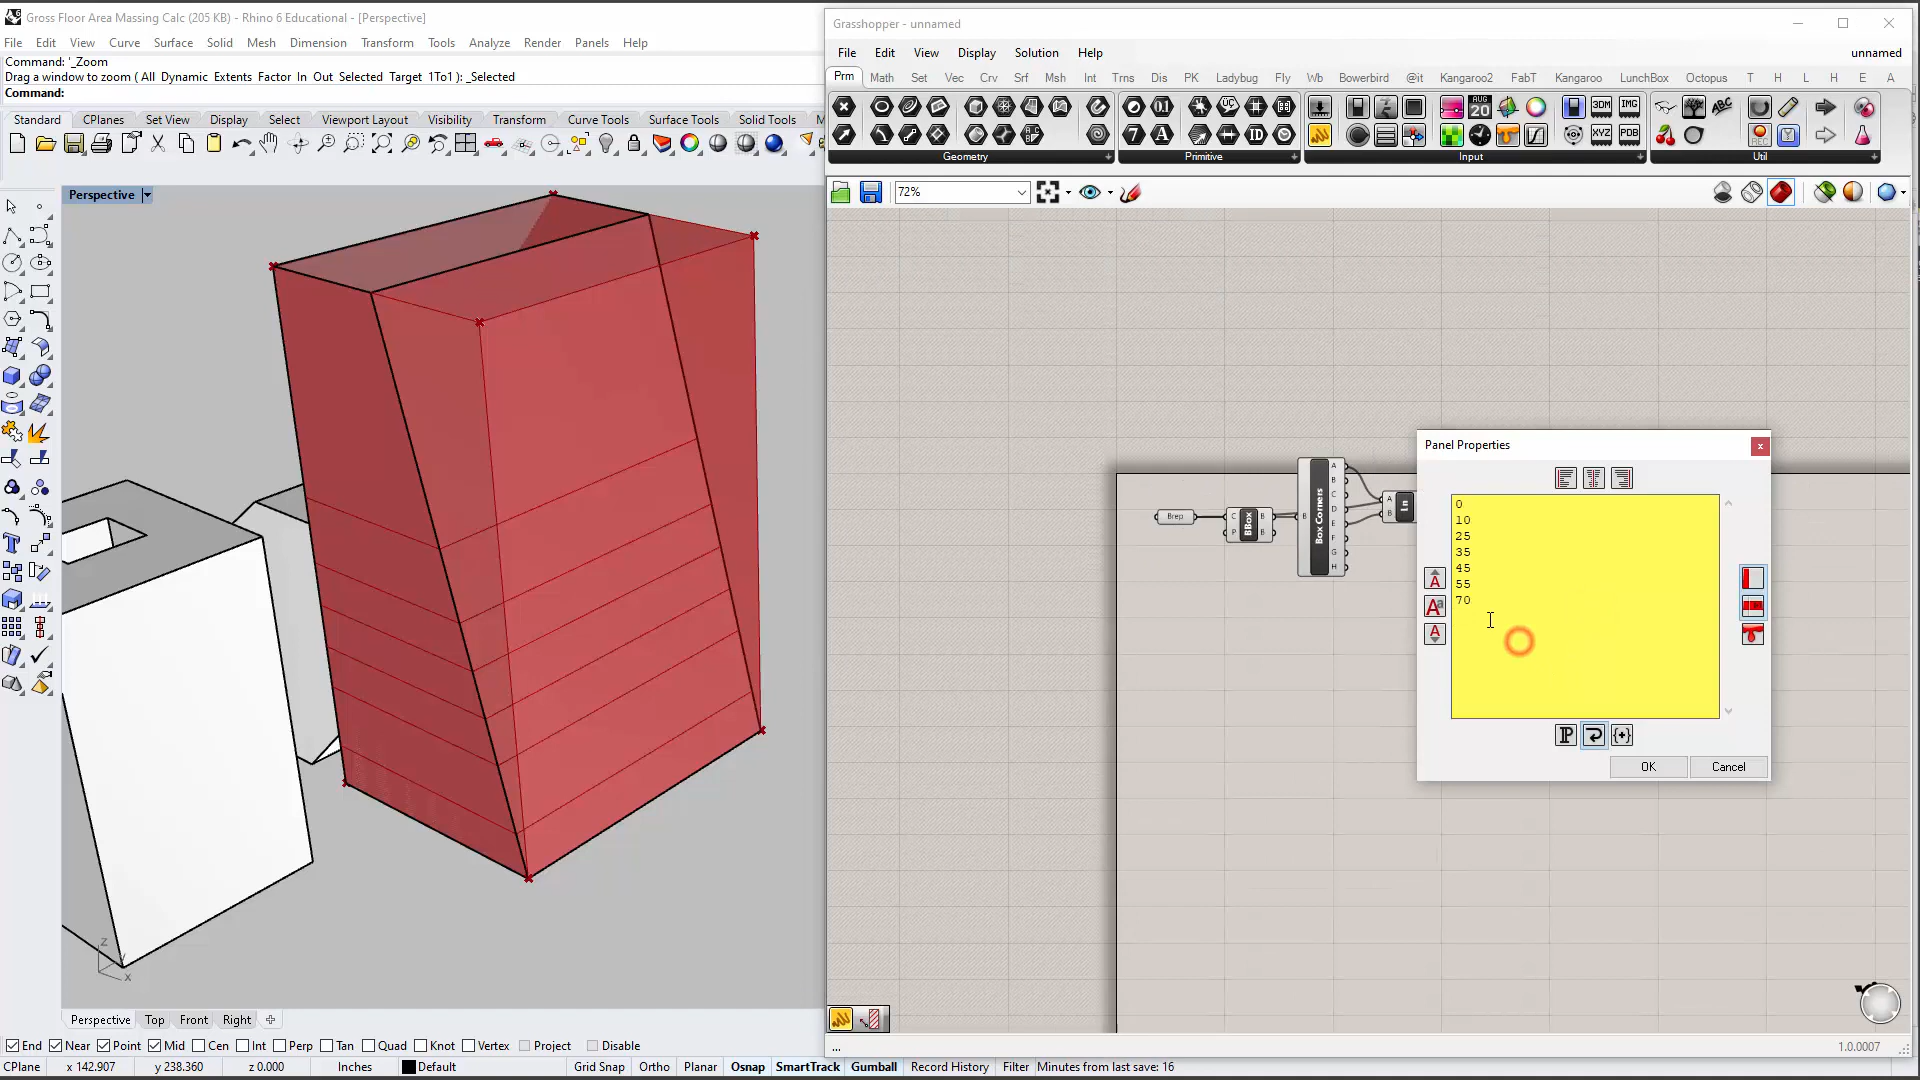 Gross Floor Area Massing Calc (205 KB) - Rhino 6 Educational - [Perspective]
File Edit View Curve Surface Solid Mesh Dimension Transform Tools Analyze Render Panels Help
Command: '_Zoom
Drag a window to zoom ( All Dynamic Extents Factor In Out Selected Target 1To1 ): _Selected
Command:
Standard CPlanes Set View Display Select Viewport Layout Visibility Transform Curve Tools Surface Tools Solid Tools M
Perspective
z
x
Perspective Top Front Right
End Near Point Mid Cen Int Perp Tan Quad Knot Vertex Project Disable
CPlane x 142.907 y 238.360 z 0.000 Inches Default Grid Snap Ortho Planar Osnap SmartTrack Gumball Record History Filter Minutes from last save: 16
Grasshopper - unnamed
File Edit View Display Solution Help unnamed
Prm Math Set Vec Crv Srf Msh Int Trns Dis PK Ladybug Fly Wb Bowerbird @it Kangaroo2 FabT Kangaroo LunchBox Octopus T H L H E A
Geometry Primitive Input Util
72%
Brep
C P BBox B B
B Box Corners A B C D E F G H
A B Ln
Panel Properties
0
10
25
35
45
55
70
OK Cancel
...
1.0.0007